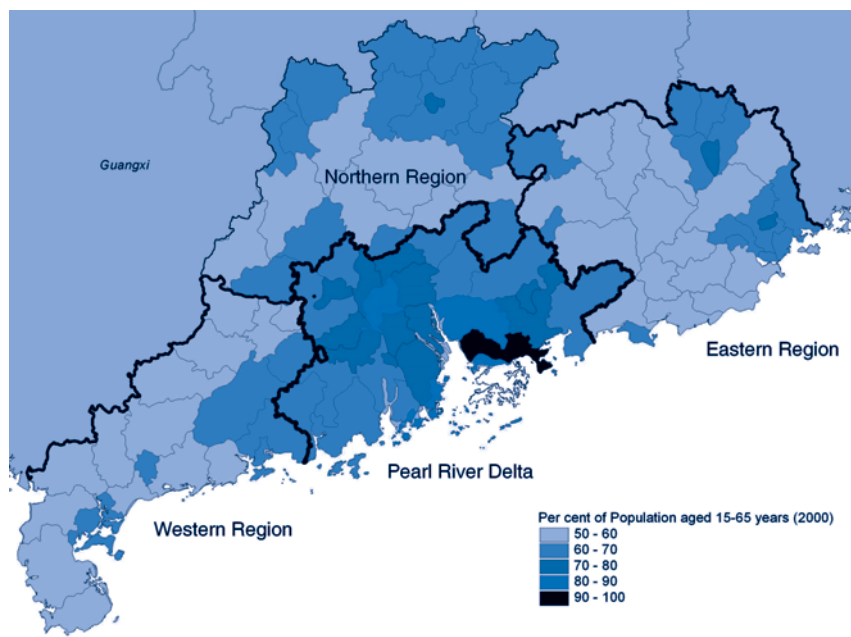 Guangxi
Northern Region
Eastern Region
Pearl River Delta
Western Region
Per cent of Population aged 15-65 years (2000)
50 - 60
60 - 70
70 - 80
80 - 90
90 - 100